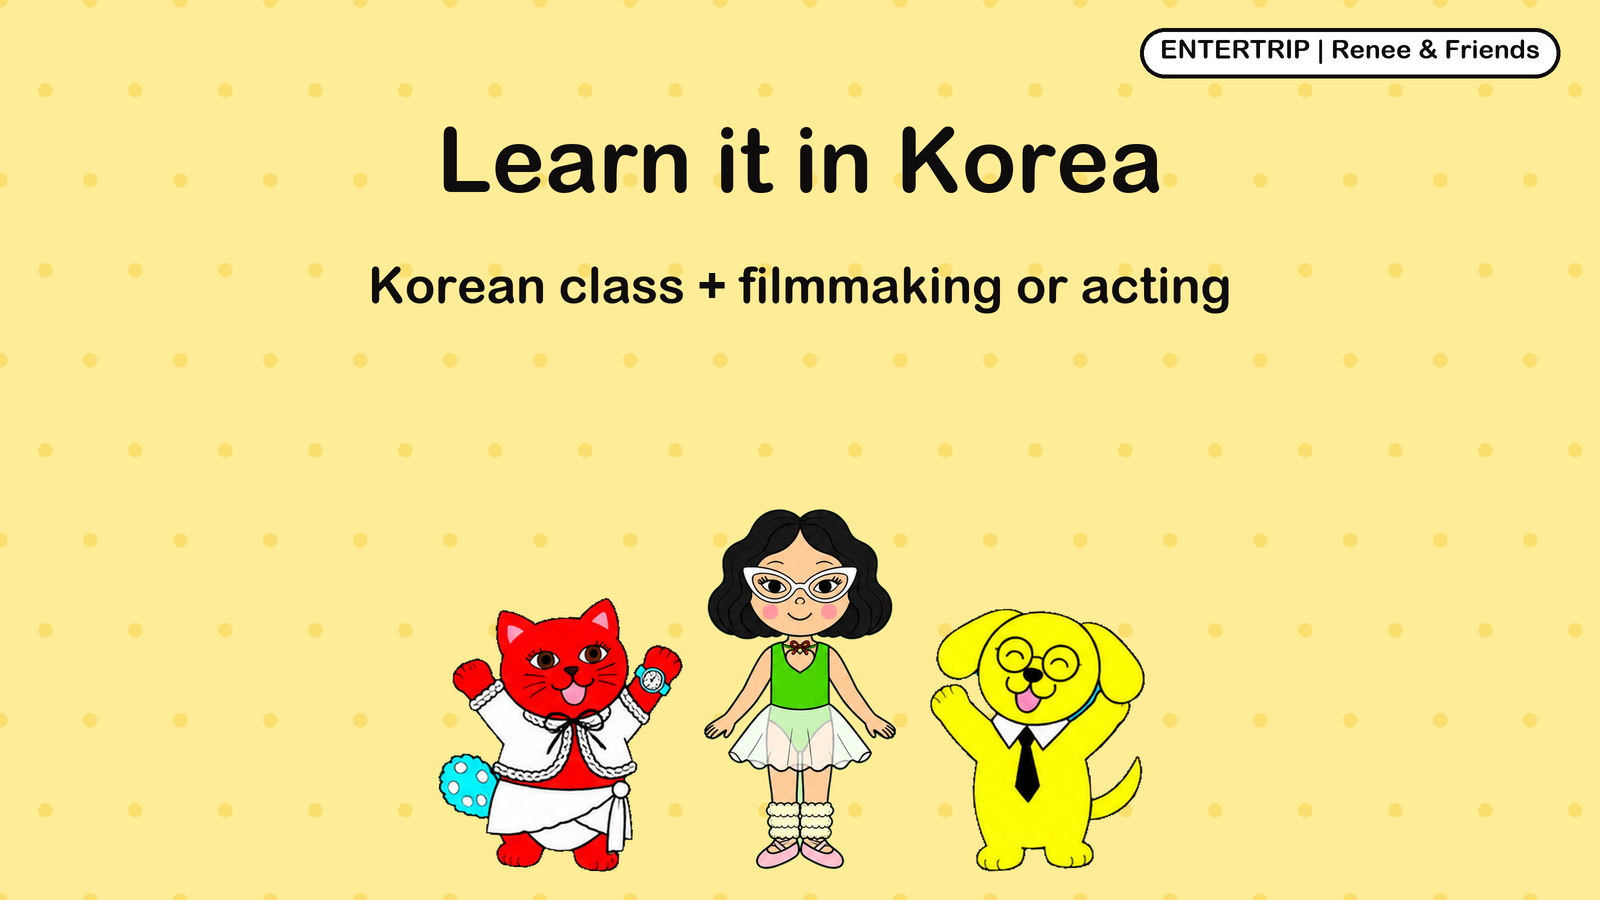 ENTERTRIP | Renee & Friends
Learn it in Korea
Korean class + filmmaking or acting